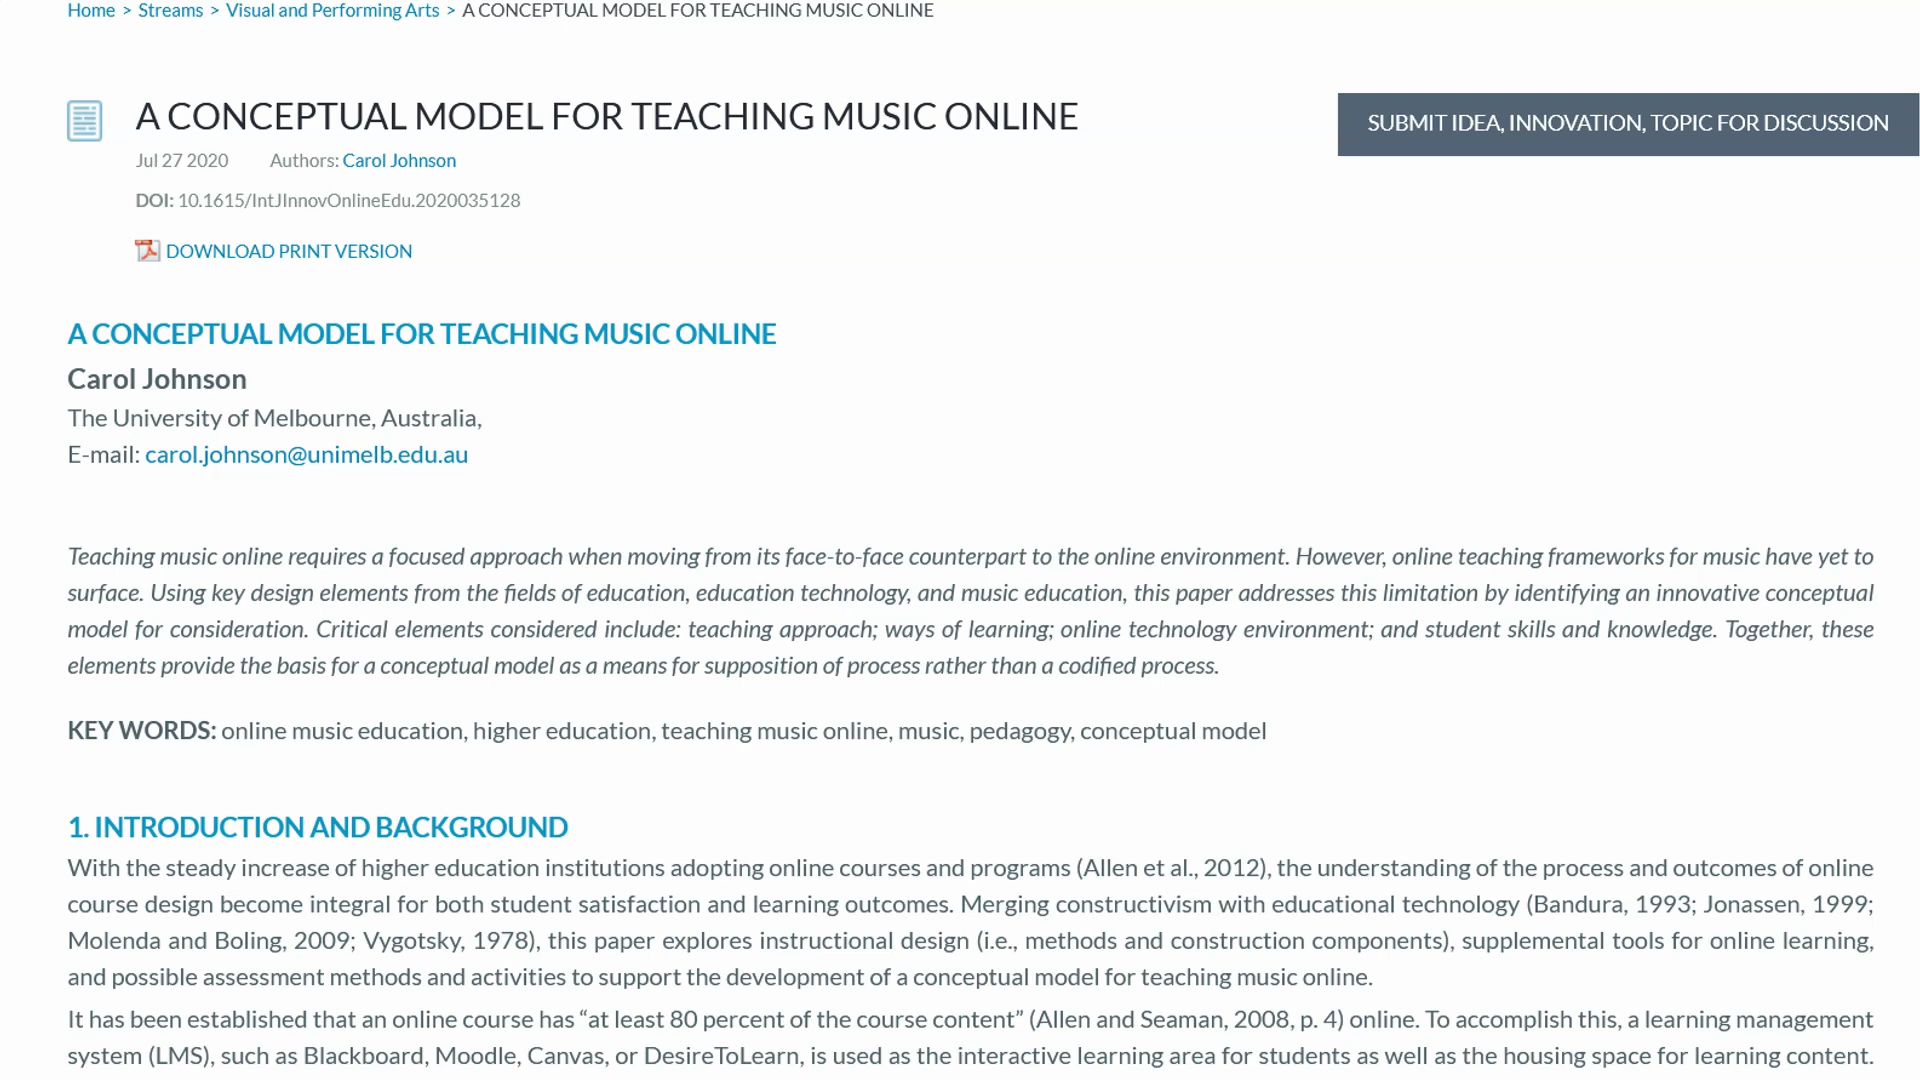 Home > Streams > Visual and Performing Arts > A CONCEPTUAL MODEL FOR TEACHING MUSIC ONLINE
A CONCEPTUAL MODEL FOR TEACHING MUSIC ONLINE
SUBMIT IDEA, INNOVATION, TOPIC FOR DISCUSSION
Jul 27 2020 Authors: Carol Johnson
DOI: 10.1615/IntJInnovOnlineEdu.2020035128
DOWNLOAD PRINT VERSION
A CONCEPTUAL MODEL FOR TEACHING MUSIC ONLINE
Carol Johnson
The University of Melbourne, Australia,
E-mail: carol.johnson@unimelb.edu.au
Teaching music online requires a focused approach when moving from its face-to-face counterpart to the online environment. However, online teaching frameworks for music have yet to
surface. Using key design elements from the fields of education, education technology, and music education, this paper addresses this limitation by identifying an innovative conceptual
model for consideration. Critical elements considered include: teaching approach; ways of learning; online technology environment; and student skills and knowledge. Together, these
elements provide the basis for a conceptual model as a means for supposition of process rather than a codified process.
KEY WORDS: online music education, higher education, teaching music online, music, pedagogy, conceptual model
1. INTRODUCTION AND BACKGROUND
With the steady increase of higher education institutions adopting online courses and programs (Allen et al., 2012), the understanding of the process and outcomes of online
course design become integral for both student satisfaction and learning outcomes. Merging constructivism with educational technology (Bandura, 1993; Jonassen, 1999;
Molenda and Boling, 2009; Vygotsky, 1978), this paper explores instructional design (i.e., methods and construction components), supplemental tools for online learning,
and possible assessment methods and activities to support the development of a conceptual model for teaching music online.
It has been established that an online course has “at least 80 percent of the course content” (Allen and Seaman, 2008, p. 4) online. To accomplish this, a learning management
system (LMS), such as Blackboard, Moodle, Canvas, or DesireToLearn, is used as the interactive learning area for students as well as the housing space for learning content.